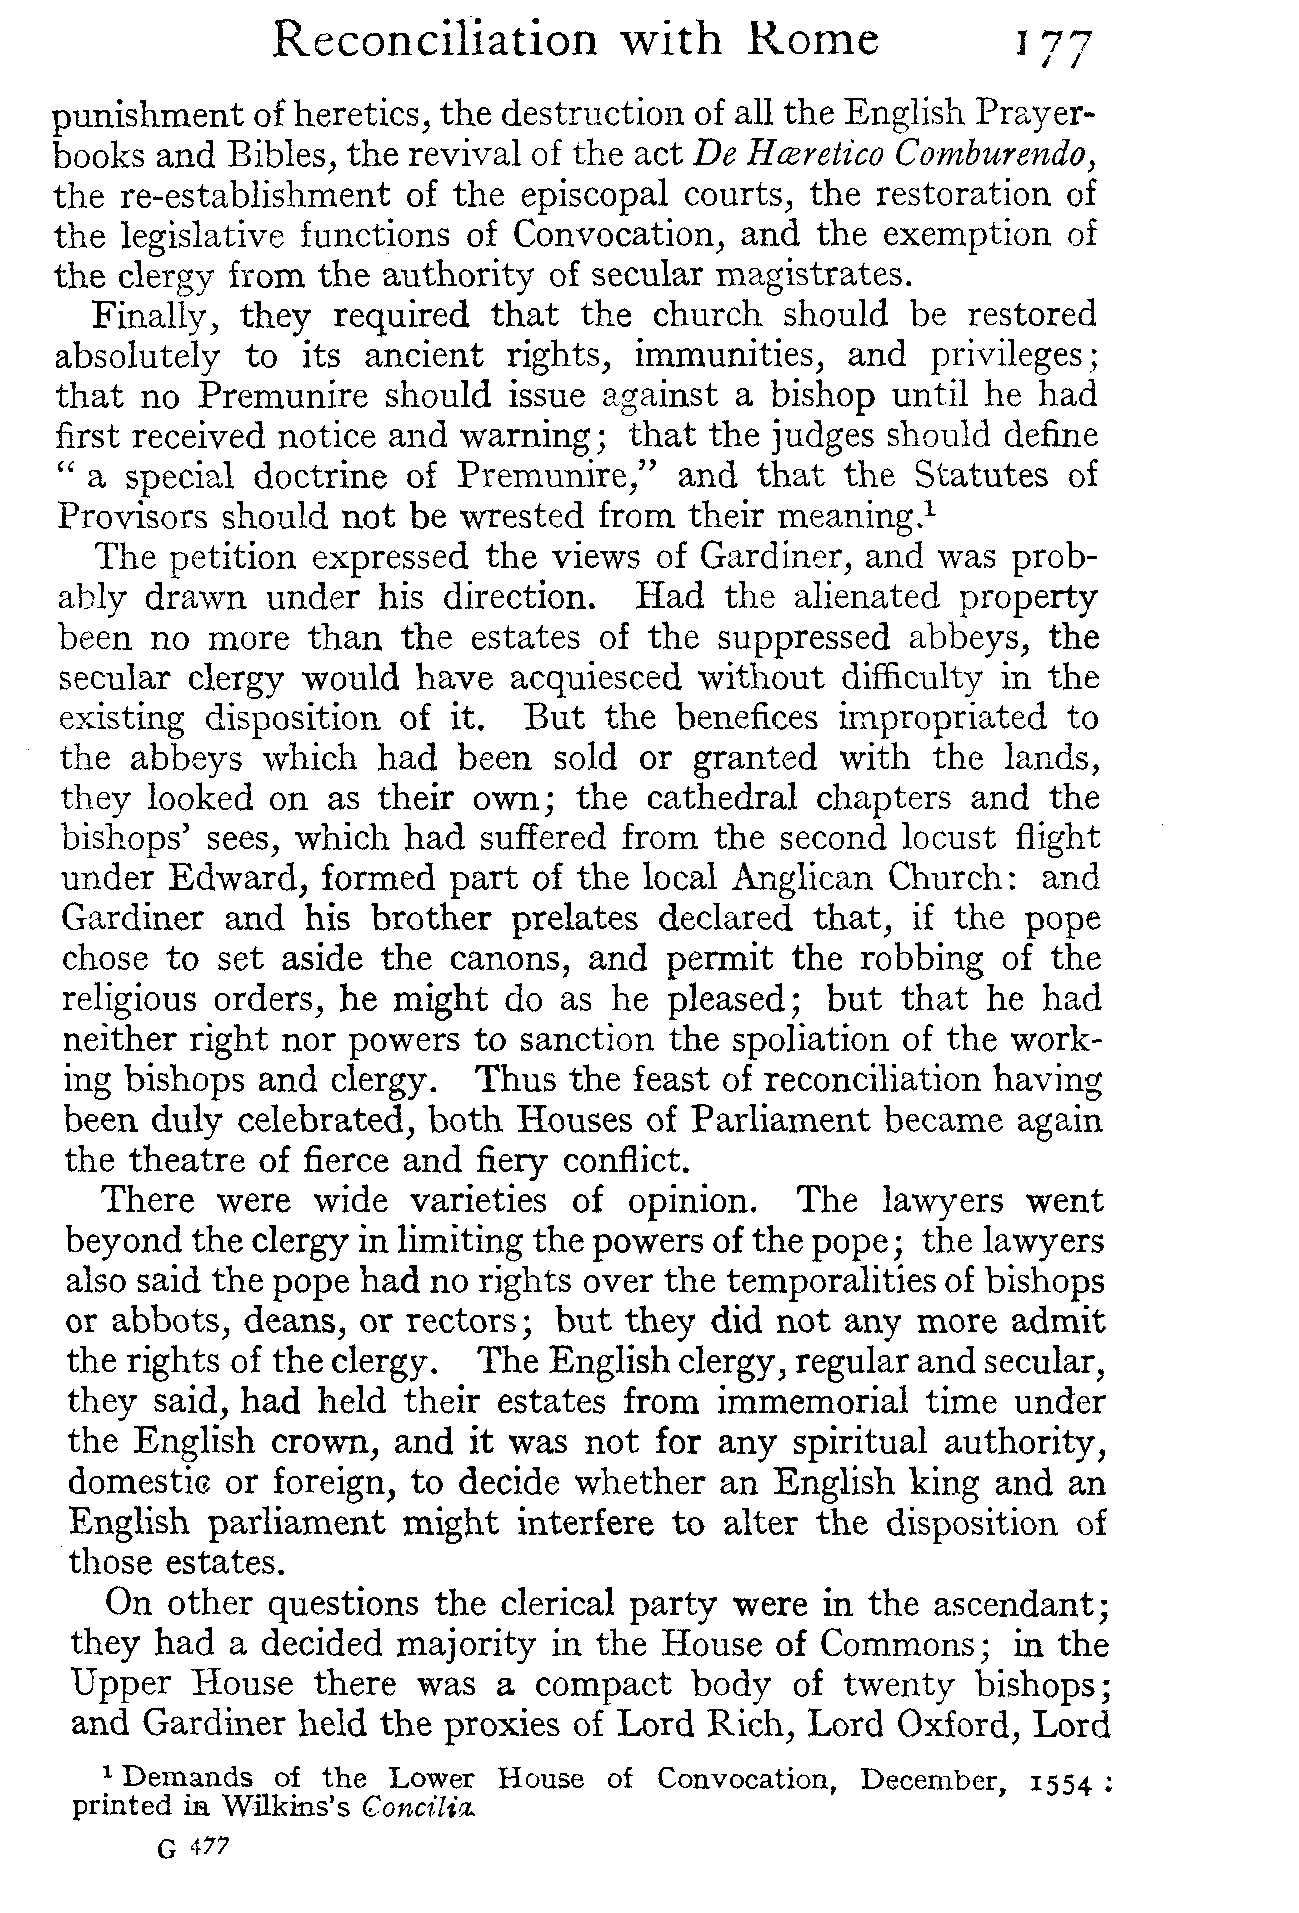 Reconciliation with Rome 177
punishment of heretics, the destruction of all the English Prayer-
books and Bibles, the revival of the act De Hæretico Comburendo,
the re-establishment of the episcopal courts, the restoration of
the legislative functions of Convocation, and the exemption of
the clergy from the authority of secular magistrates.
Finally, they required that the church should be restored
absolutely to its ancient rights, immunities, and privileges;
that no Premunire should issue against a bishop until he had
first received notice and warning; that the judges should define
“ a special doctrine of Premunire,” and that the Statutes of
Provisors should not be wrested from their meaning.¹
The petition expressed the views of Gardiner, and was prob-
ably drawn under his direction. Had the alienated property
been no more than the estates of the suppressed abbeys, the
secular clergy would have acquiesced without difficulty in the
existing disposition of it. But the benefices impropriated to
the abbeys which had been sold or granted with the lands,
they looked on as their own; the cathedral chapters and the
bishops’ sees, which had suffered from the second locust flight
under Edward, formed part of the local Anglican Church: and
Gardiner and his brother prelates declared that, if the pope
chose to set aside the canons, and permit the robbing of the
religious orders, he might do as he pleased; but that he had
neither right nor powers to sanction the spoliation of the work-
ing bishops and clergy. Thus the feast of reconciliation having
been duly celebrated, both Houses of Parliament became again
the theatre of fierce and fiery conflict.
There were wide varieties of opinion. The lawyers went
beyond the clergy in limiting the powers of the pope; the lawyers
also said the pope had no rights over the temporalities of bishops
or abbots, deans, or rectors; but they did not any more admit
the rights of the clergy. The English clergy, regular and secular,
they said, had held their estates from immemorial time under
the English crown, and it was not for any spiritual authority,
domestic or foreign, to decide whether an English king and an
English parliament might interfere to alter the disposition of
those estates.
On other questions the clerical party were in the ascendant;
they had a decided majority in the House of Commons; in the
Upper House there was a compact body of twenty bishops;
and Gardiner held the proxies of Lord Rich, Lord Oxford, Lord
¹ Demands of the Lower House of Convocation, December, 1554 :
printed in Wilkins’s Concilia.
G 477